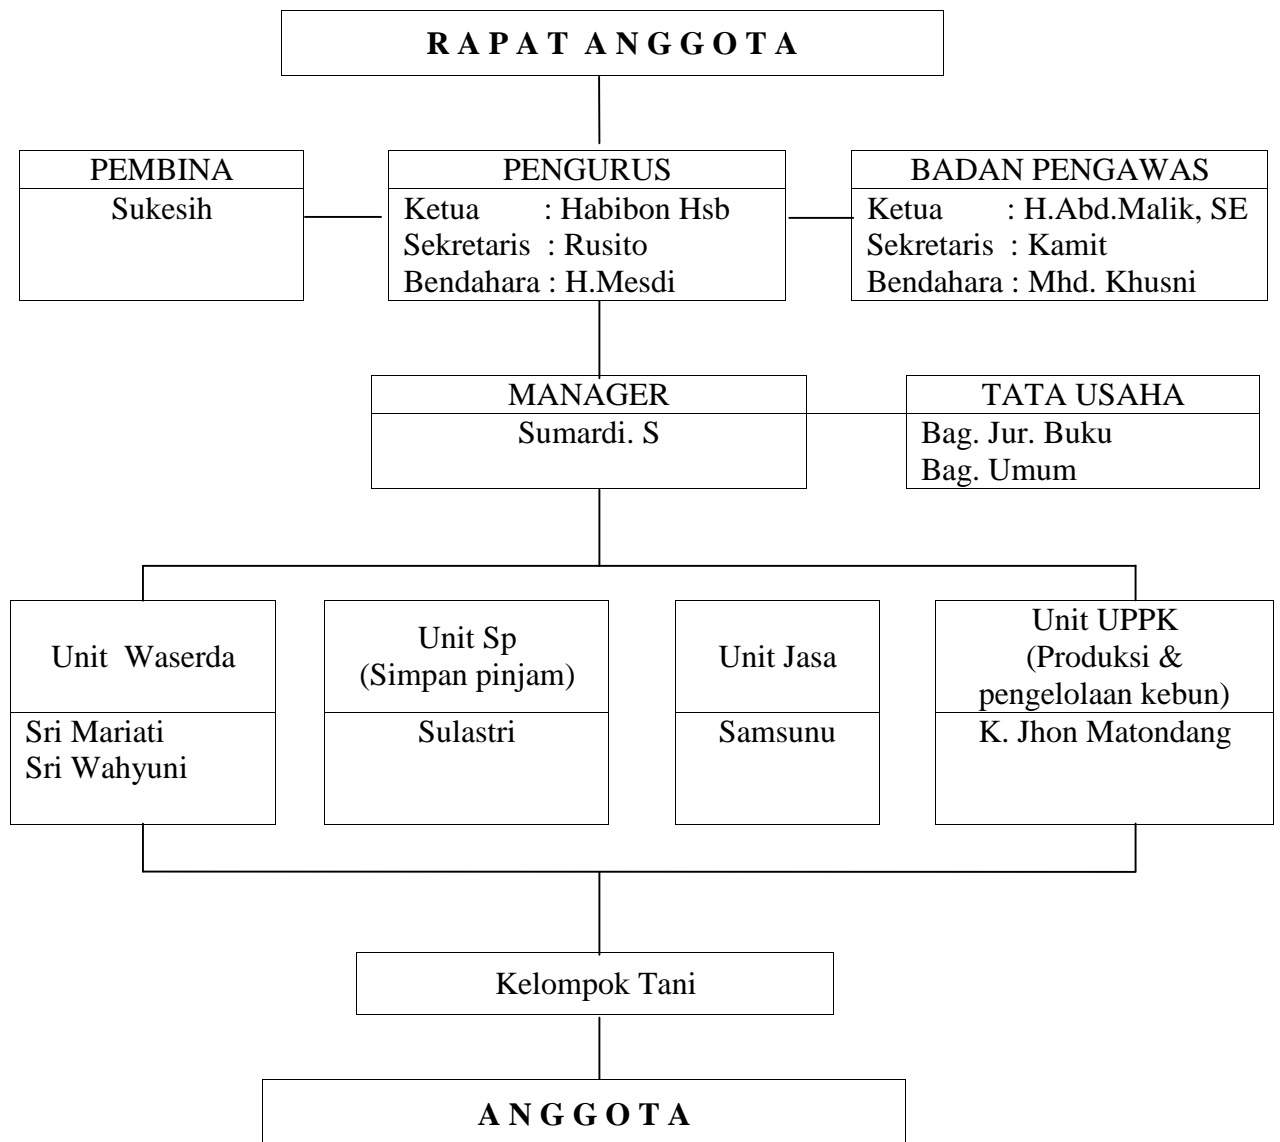 R A P A T A N G G O T A
PEMBINA
Sukesih
PENGURUS
Ketua : Habibon Hsb
Sekretaris : Rusito
Bendahara : H.Mesdi
BADAN PENGAWAS
Ketua : H.Abd.Malik, SE
Sekretaris : Kamit
Bendahara : Mhd. Khusni
MANAGER
Sumardi. S
TATA USAHA
Bag. Jur. Buku
Bag. Umum
Unit Waserda
Sri Mariati
Sri Wahyuni
Unit Sp
(Simpan pinjam)
Sulastri
Unit Jasa
Samsunu
Unit UPPK
(Produksi &
pengelolaan kebun)
K. Jhon Matondang
Kelompok Tani
A N G G O T A